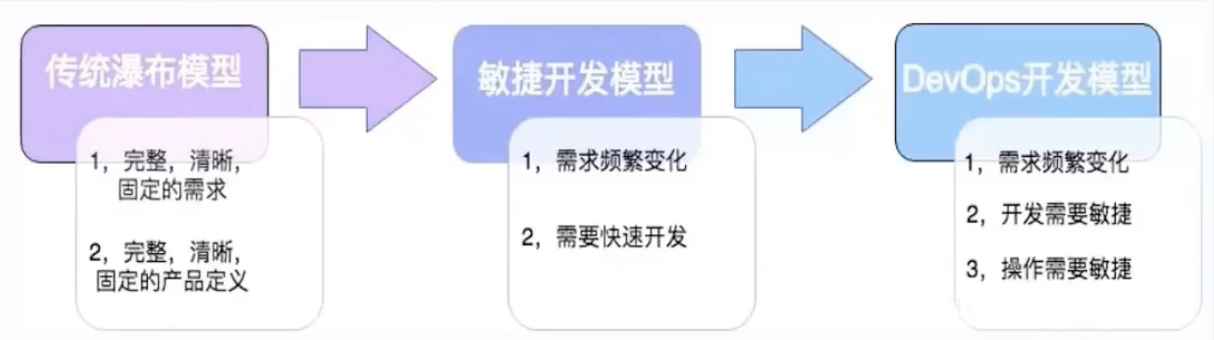 传统瀑布模型
1，完整，清晰，
固定的需求
2，完整，清晰，
固定的产品定义
敏捷开发模型
1，需求频繁变化
2，需要快速开发
DevOps开发模型
1，需求频繁变化
2，开发需要敏捷
3，操作需要敏捷